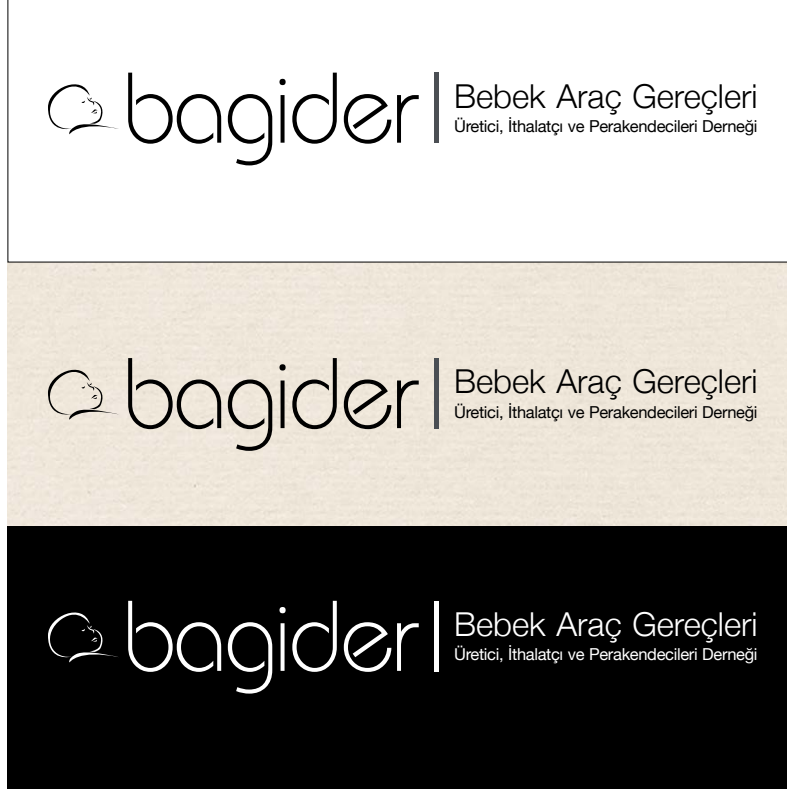 bagider
Bebek Araç Gereçleri
Üretici, İthalatçı ve Perakendecileri Derneği
bagider
Bebek Araç Gereçleri
Üretici, İthalatçı ve Perakendecileri Derneği
bagider
Bebek Araç Gereçleri
Üretici, İthalatçı ve Perakendecileri Derneği